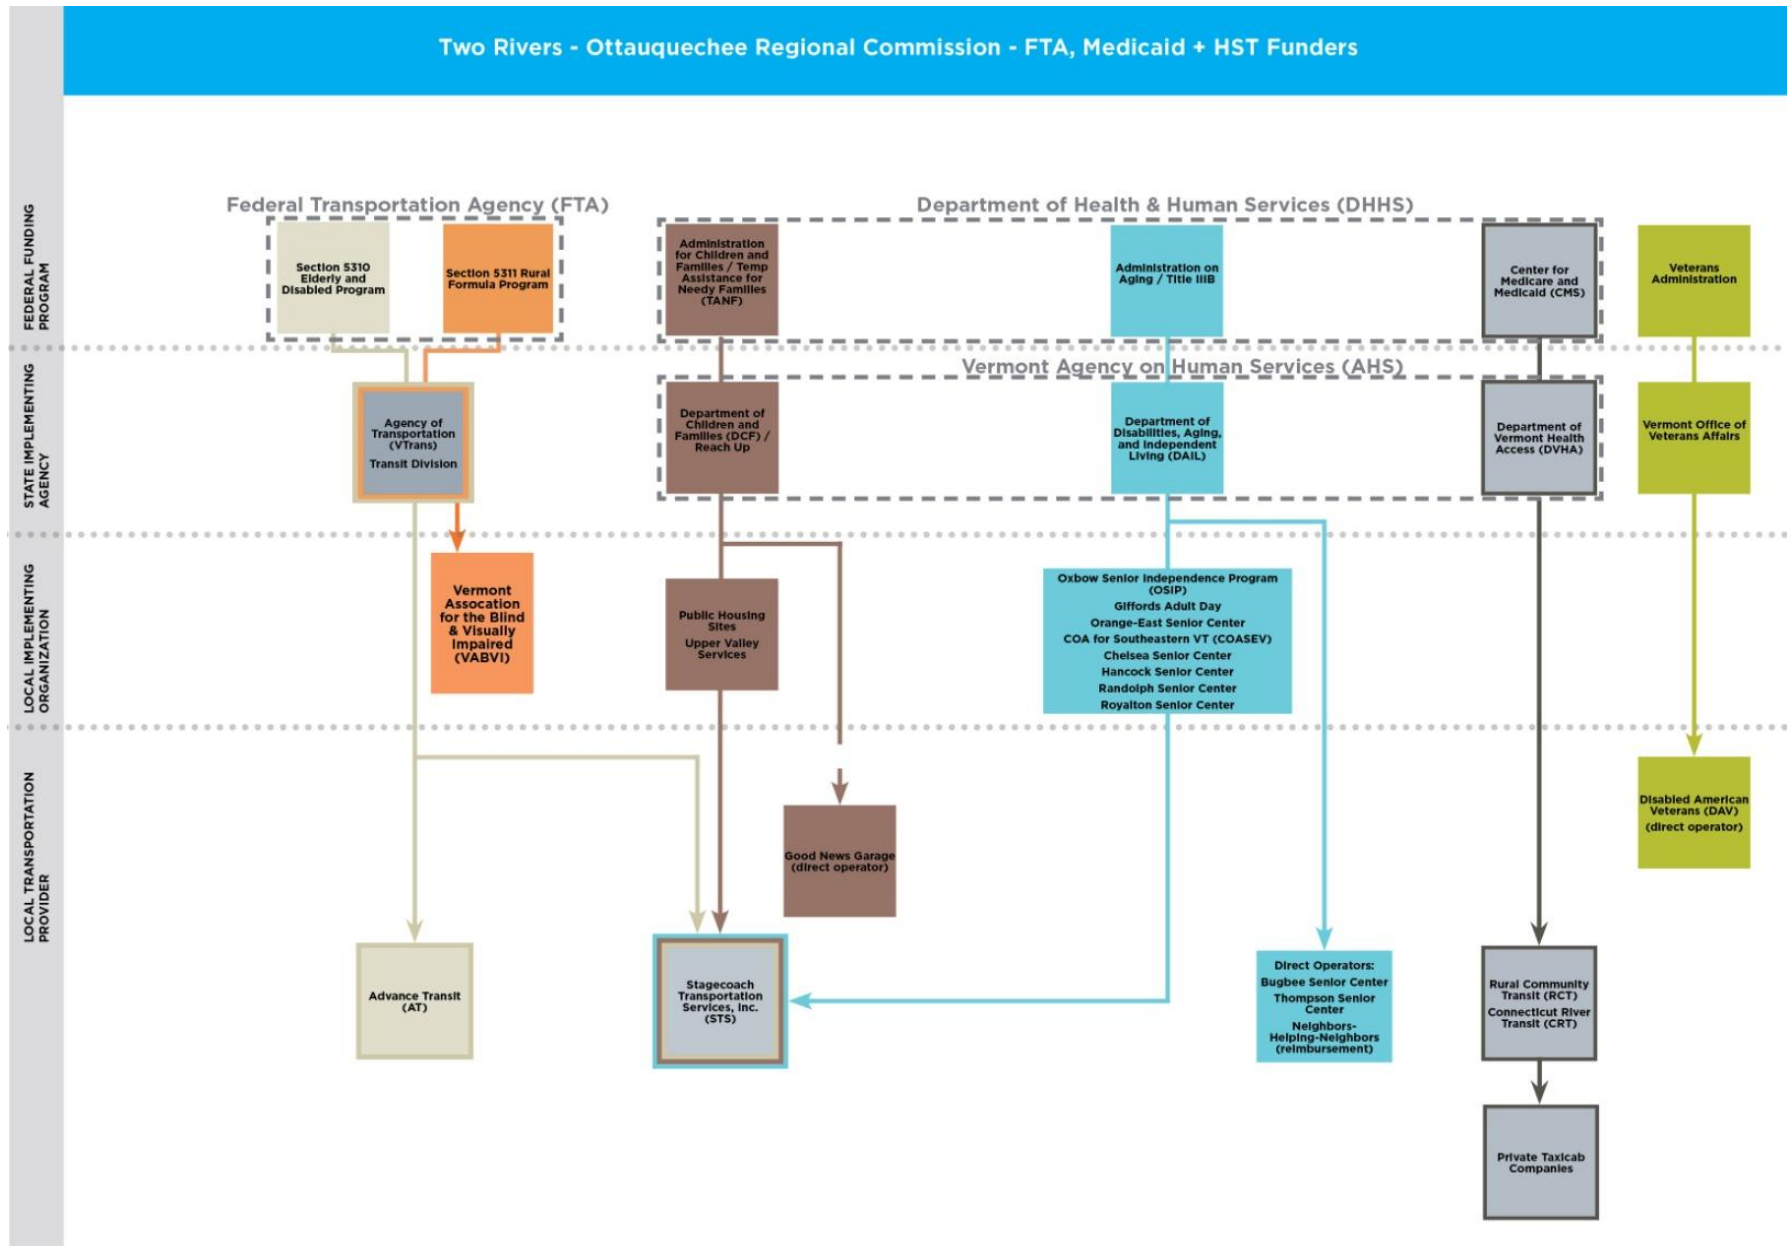 Two Rivers - Ottauquechee Regional Commission - FTA, Medicaid + HST Funders
FEDERAL FUNDING
PROGRAM
Federal Transportation Agency (FTA)
Department of Health & Human Services (DHHS)
Section 5310
Elderly and
Disabled Program
Section 5311 Rural
Formula Program
Administration
for Children and
Families / Temp
Assistance for
Needy Families
(TANF)
Administration on
Aging / Title IIIB
Center for
Medicare and
Medicaid (CMS)
Veterans
Administration
STATE IMPLEMENTING
AGENCY
Vermont Agency on Human Services (AHS)
Agency of
Transportation
(VTrans)
Transit Division
Department of
Children and
Families (DCF) /
Reach Up
Department of
Disabilities, Aging,
and Independent
Living (DAIL)
Department of
Vermont Health
Access (DVHA)
Vermont Office of
Veterans Affairs
LOCAL IMPLEMENTING
ORGANIZATION
Vermont
Assocation
for the Blind
& Visually
Impaired
(VABVI)
Public Housing
Sites
Upper Valley
Services
Oxbow Senior Independence Program
(OSIP)
Giffords Adult Day
Orange-East Senior Center
COA for Southeastern VT (COASEV)
Chelsea Senior Center
Hancock Senior Center
Randolph Senior Center
Royalton Senior Center
LOCAL TRANSPORTATION
PROVIDER
Disabled American
Veterans (DAV)
(direct operator)
Good News Garage
(direct operator)
Advance Transit
(AT)
Stagecoach
Transportation
Services, Inc.
(STS)
Direct Operators:
Bugbee Senior Center
Thompson Senior
Center
Neighbors-
Helping-Neighbors
(reimbursement)
Rural Community
Transit (RCT)
Connecticut River
Transit (CRT)
Private Taxicab
Companies